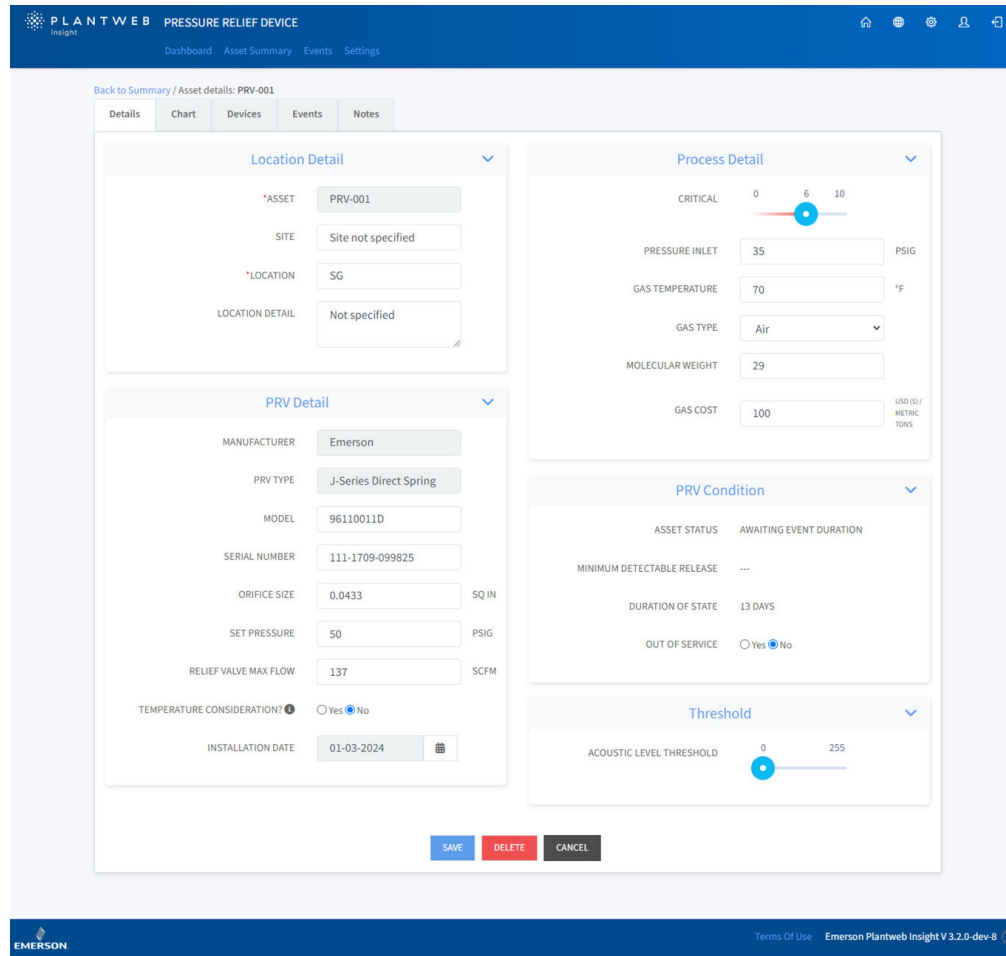 PLANTWEB PRESSURE RELIEF DEVICE
insight
Dashboard Asset Summary Events Settings
Back to Summary / Asset details: PRV-001
Details Chart Devices Events Notes
Location Detail
*ASSET PRV-001
SITE Site not specified
*LOCATION SG
LOCATION DETAIL Not specified
PRV Detail
MANUFACTURER Emerson
PRV TYPE J-Series Direct Spring
MODEL 96110011D
SERIAL NUMBER 111-1709-099825
ORIFICE SIZE 0.0433 SQ IN
SET PRESSURE 50 PSIG
RELIEF VALVE MAX FLOW 137 SCFM
TEMPERATURE CONSIDERATION? Yes No
INSTALLATION DATE 01-03-2024
Process Detail
0 6 10
CRITICAL
PRESSURE INLET 35 PSIG
GAS TEMPERATURE 70 °F
GAS TYPE Air
MOLECULAR WEIGHT 29
GAS COST 100 USD ($) /
METRIC
TONS
PRV Condition
ASSET STATUS AWAITING EVENT DURATION
MINIMUM DETECTABLE RELEASE ---
DURATION OF STATE 13 DAYS
OUT OF SERVICE Yes No
Threshold
ACOUSTIC LEVEL THRESHOLD 0 255
SAVE DELETE CANCEL
EMERSON
Terms Of Use Emerson Plantweb Insight V 3.2.0-dev-8